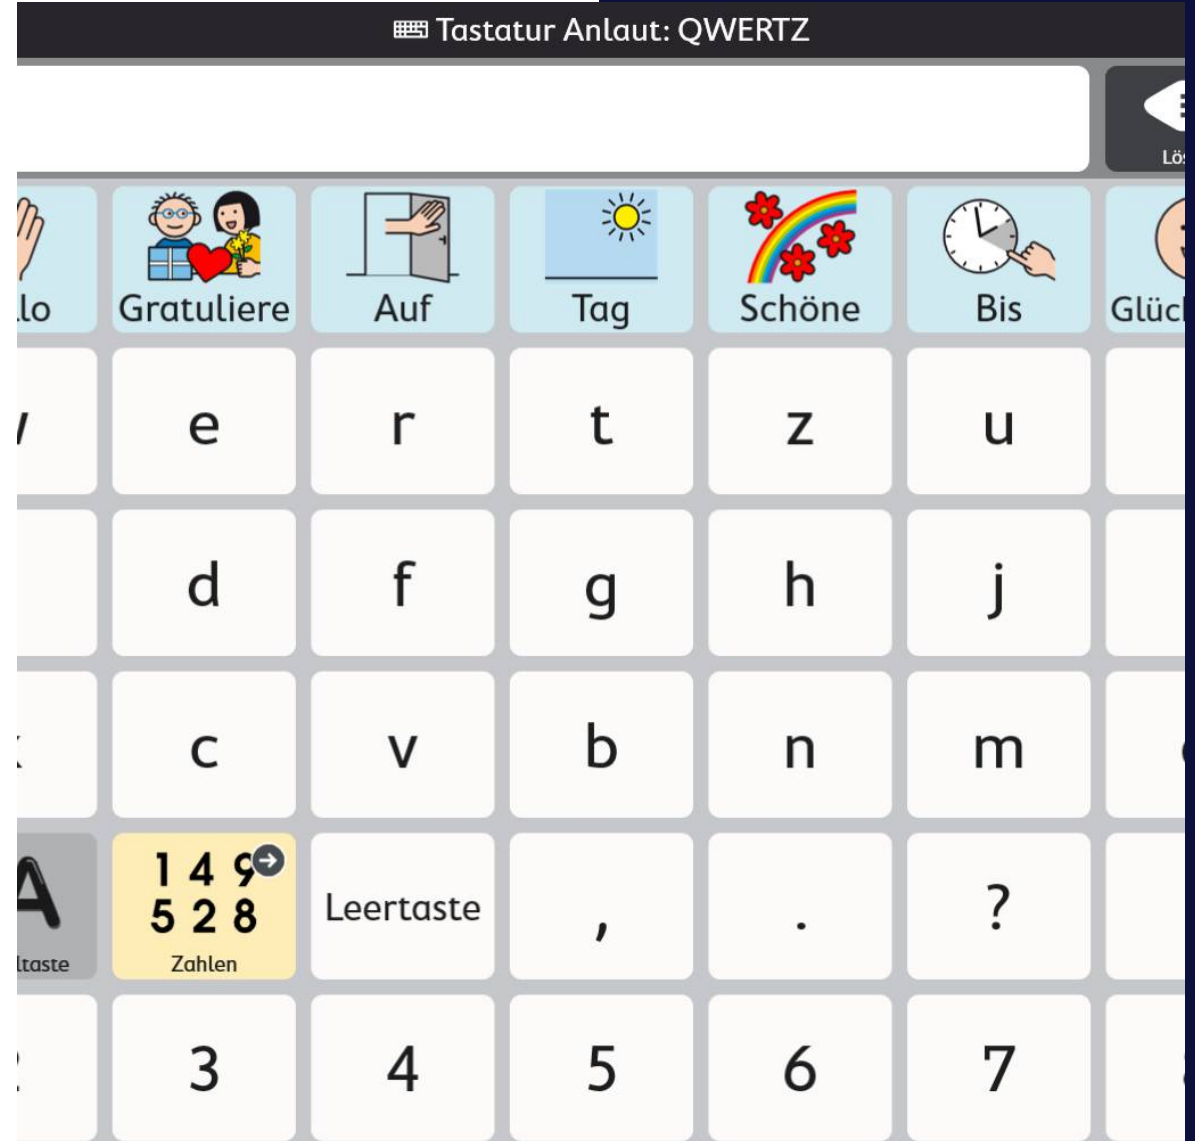 Tastatur Anlaut: QWERTZ
Gratuliere Auf Tag Schöne Bis
e r t z u
d f g h j
c v b n m
1 4 9
5 2 8
Zahlen Leertaste , . ?
3 4 5 6 7